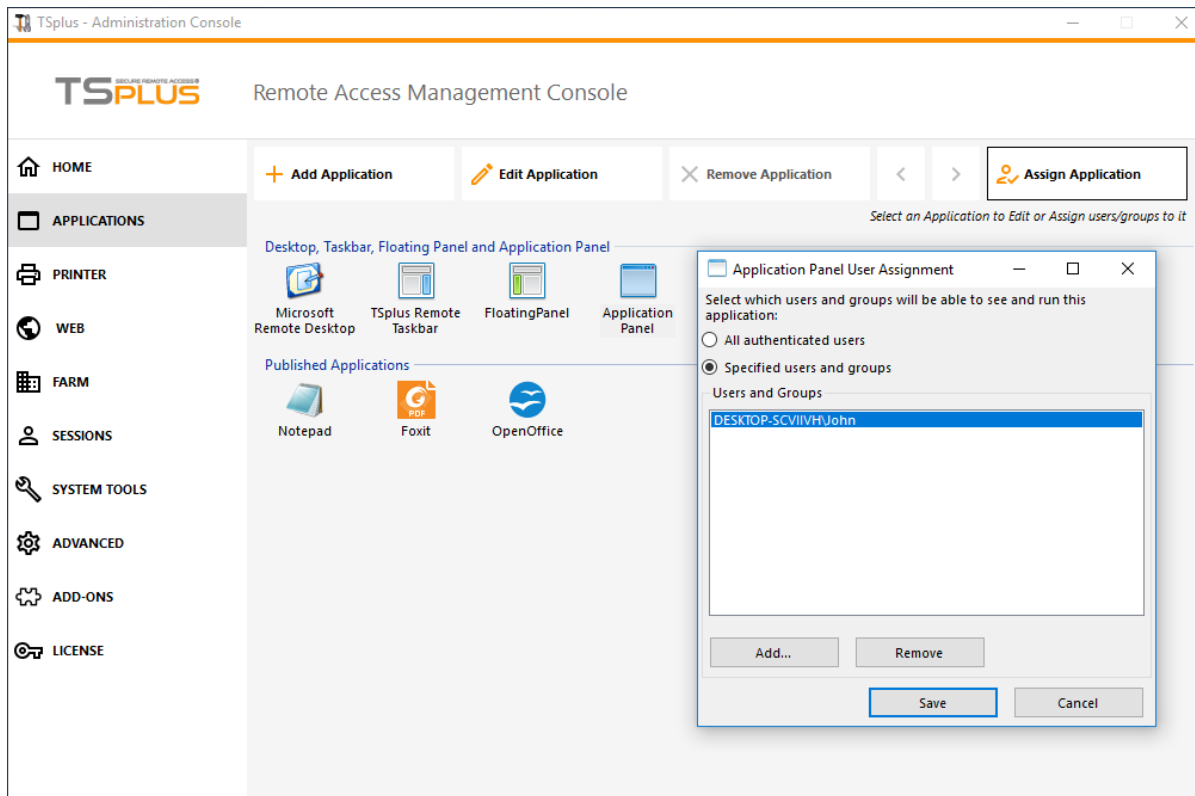 TSplus - Administration Console
TSPLUS
SECURE REMOTE ACCESS®
Remote Access Management Console
HOME
APPLICATIONS
PRINTER
WEB
FARM
SESSIONS
SYSTEM TOOLS
ADVANCED
ADD-ONS
LICENSE
Add Application
Edit Application
Remove Application
Assign Application
Select an Application to Edit or Assign users/groups to it
Desktop, Taskbar, Floating Panel and Application Panel
Microsoft
Remote Desktop
TSplus Remote
Taskbar
FloatingPanel
Application
Panel
Published Applications
Notepad
PDF
Foxit
OpenOffice
Application Panel User Assignment
Select which users and groups will be able to see and run this
application:
All authenticated users
Specified users and groups
Users and Groups
DESKTOP-SCVIIVH\John
Add...
Remove
Save
Cancel